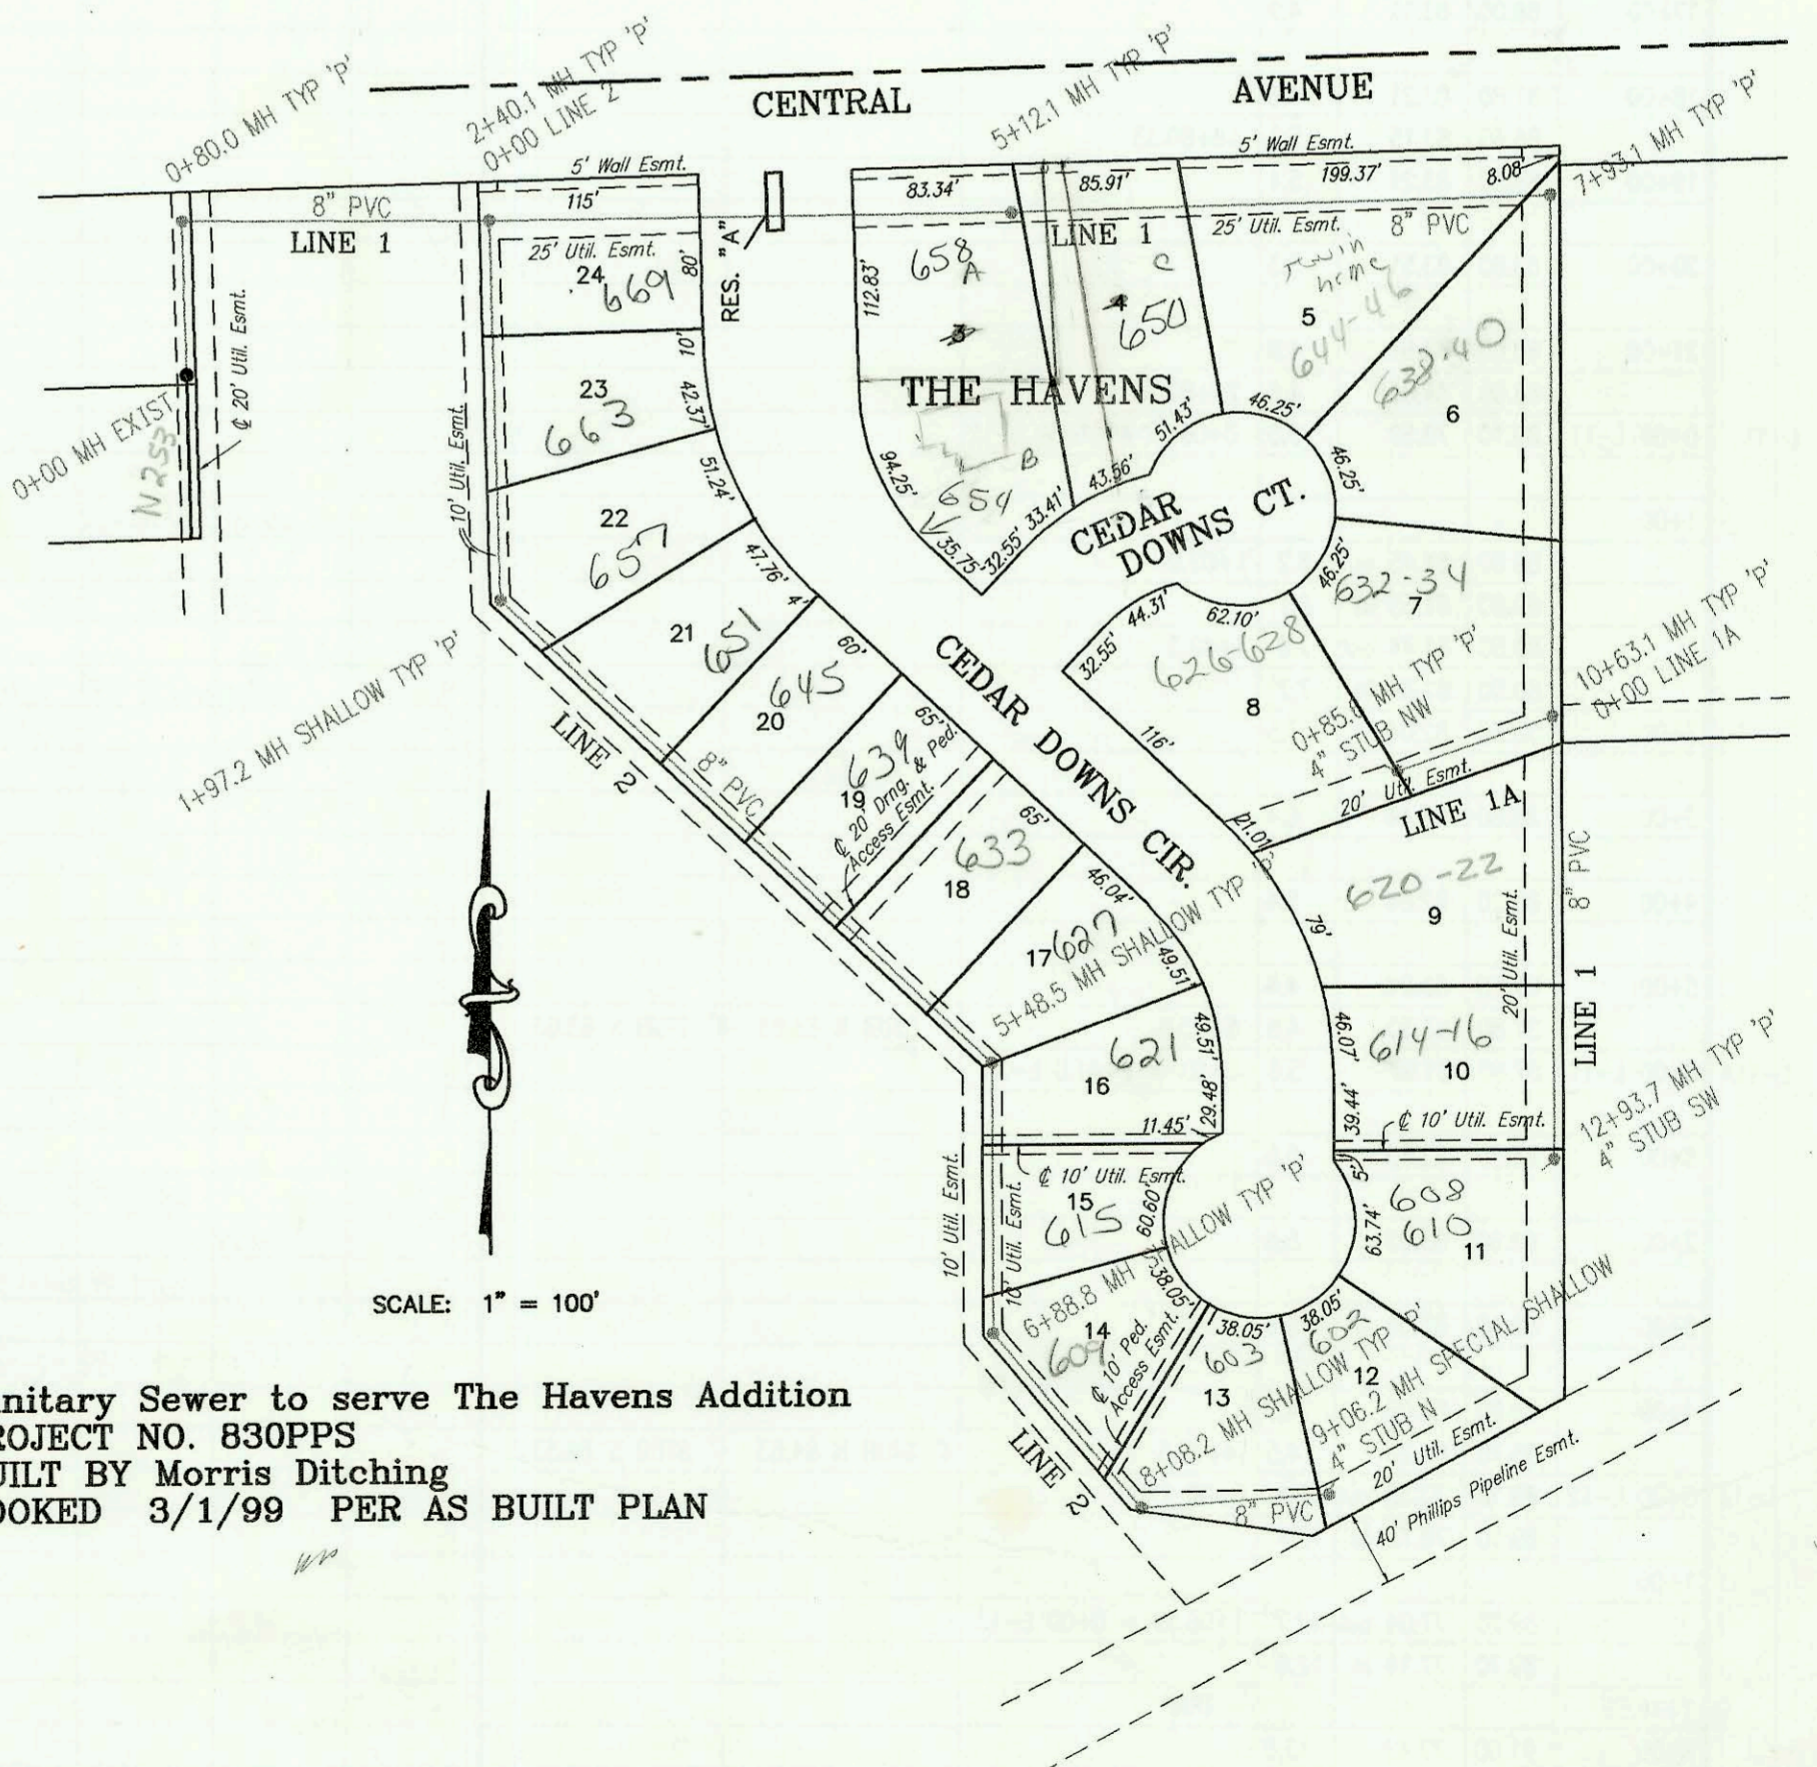 CENTRAL AVENUE
0+80.0 MH TYP 'P'
2+40.1 MH TYP 'P'
0+00 LINE 2
5+12.1 MH TYP 'P'
7+93.1 MH TYP 'P'
5' Wall Esmt.
5' Wall Esmt.
115'
83.34'
85.91'
199.37'
8.08'
8" PVC
LINE 1
25' Util. Esmt.
LINE 1
25' Util. Esmt.
8" PVC
RES. "A"
80'
24
669
658
A
C
twin
home
5
644-46
112.83'
3
4
650
638-40
6
10'
23
663
42.37'
THE HAVENS
46.25'
51.43'
46.25'
℄ 20' Util. Esmt.
0+00 MH EXIST.
N253
10' Util. Esmt.
94.25'
B
654
43.56'
33.41'
32.55'
35.75'
CEDAR
DOWNS CT.
51.24'
22
657
47.76'
4'
46.25'
632-34
7
44.31'
62.10'
32.55'
626-628
8
21
651
60'
645
20
CEDAR DOWNS CIR.
116'
0+85.6 MH TYP 'P'
4" STUB NW
10+63.1 MH TYP 'P'
0+00 LINE 1A
1+97.2 MH SHALLOW TYP 'P'
LINE 2
8" PVC
65'
639
19
℄ 20' Drng. & Ped.
Access Esmt.
20' Util. Esmt.
LINE 1A
21.01'
65'
633
18
46.04'
79'
620-22
9
20' Util. Esmt.
8" PVC
LINE 1
17
627
49.51'
5+48.5 MH SHALLOW TYP 'P'
621
16
49.51'
29.48'
11.45'
46.07'
614-16
10
39.44'
℄ 10' Util. Esmt.
12+93.7 MH TYP 'P'
4" STUB SW
℄ 10' Util. Esmt.
15
615
60.60'
5'
63.74'
608
610
11
10' Util. Esmt.
10' Util. Esmt.
6+88.8 MH SHALLOW TYP 'P'
38.05'
14
609
℄ 10' Ped.
Access Esmt.
38.05'
603
13
38.05'
602
12
8+08.2 MH SHALLOW TYP 'P'
9+06.2 MH SPECIAL SHALLOW
4" STUB N
20' Util. Esmt.
LINE 2
8" PVC
40' Phillips Pipeline Esmt.
SCALE: 1" = 100'
nitary Sewer to serve The Havens Addition
ROJECT NO. 830PPS
UILT BY Morris Ditching
OOKED 3/1/99 PER AS BUILT PLAN